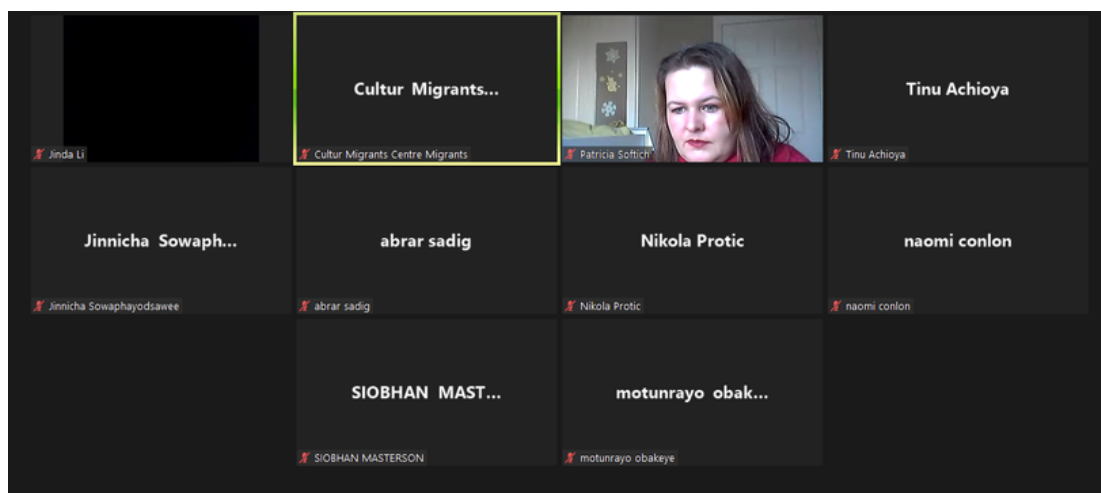 Jinda Li
Cultur Migrants...
Cultur Migrants Centre Migrants
Patricia Softich
Tinu Achioya
Tinu Achioya
Jinnicha Sowaph...
Jinnicha Sowaphayodsawee
abrar sadig
abrar sadig
Nikola Protic
Nikola Protic
naomi conlon
naomi conlon
SIOBHAN MAST...
SIOBHAN MASTERSON
motunrayo obak...
motunrayo obakeye